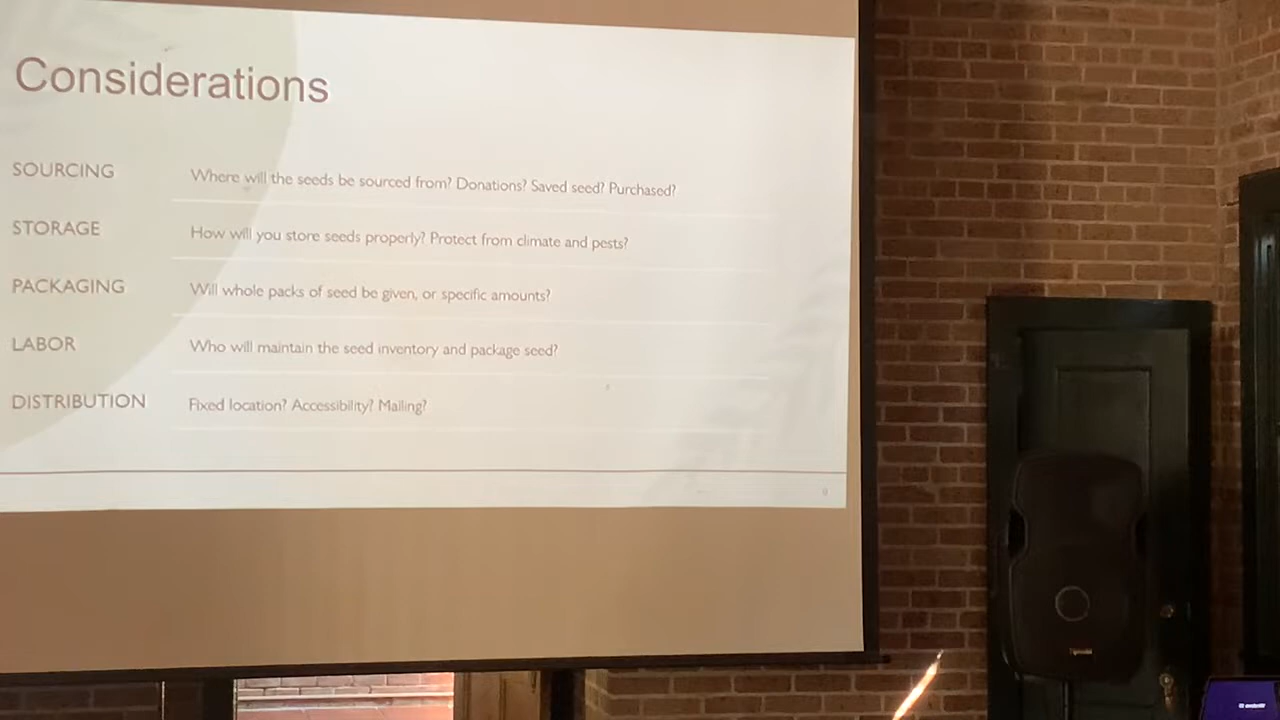 Considerations
SOURCING Where will the seeds be sourced from? Donations? Saved seed? Purchased?
STORAGE How will you store seeds properly? Protect from climate and pests?
PACKAGING Will whole packs of seed be given, or specific amounts?
LABOR Who will maintain the seed inventory and package seed?
DISTRIBUTION Fixed location? Accessibility? Mailing?